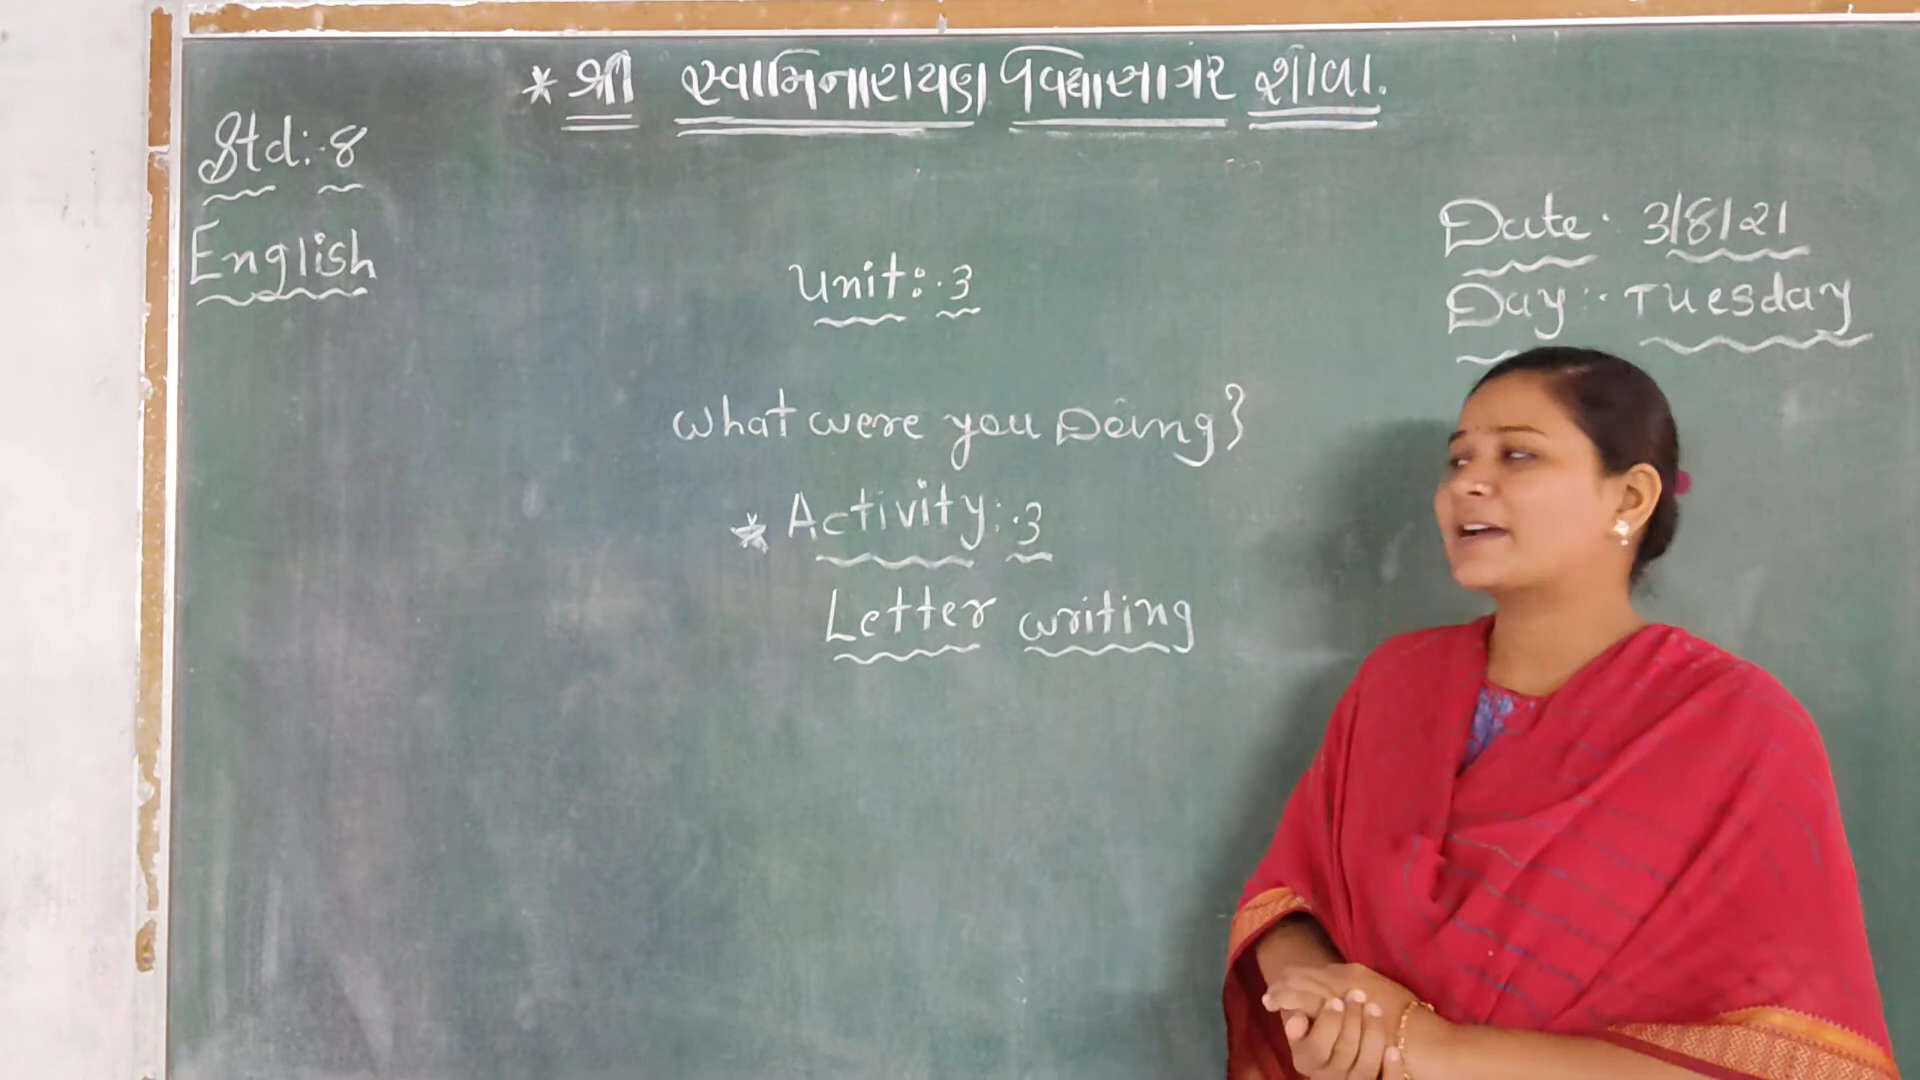 * શ્રી સ્વામિનારાયણ વિદ્યાસાગર શાળા.
Std:- 8
English
Date: 3/8/21
Day:- Tuesday
Unit:- 3
What were you Doing?
* Activity:- 3
Letter writing